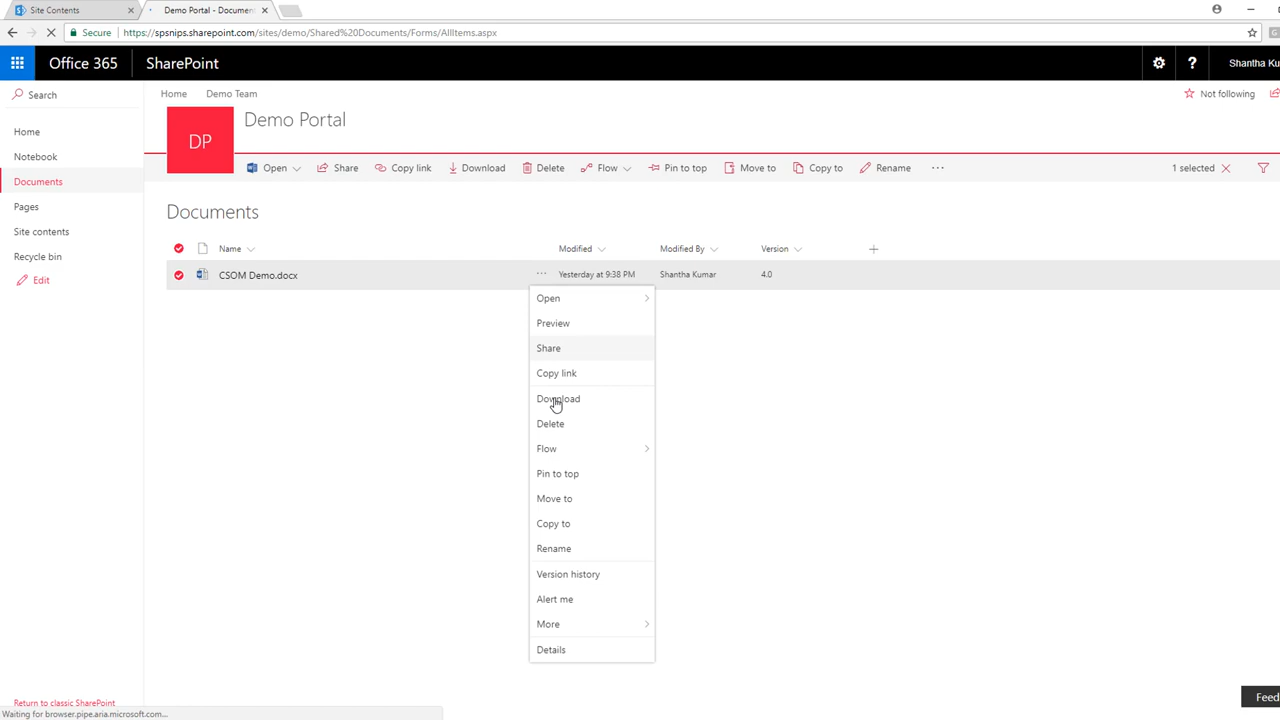 Site Contents
Demo Portal - Document
Secure https://spsnips.sharepoint.com/sites/demo/Shared%20Documents/Forms/AllItems.aspx
Office 365 SharePoint ? Shantha Ku
Search
Home Demo Team
Not following
DP
Demo Portal
Home
Notebook
Documents
Pages
Site contents
Recycle bin
Edit
Open Share Copy link Download Delete Flow Pin to top Move to Copy to Rename ... 1 selected
Documents
Name Modified Modified By Version
CSOM Demo.docx ... Yesterday at 9:38 PM Shantha Kumar 4.0
Open
Preview
Share
Copy link
Download
Delete
Flow
Pin to top
Move to
Copy to
Rename
Version history
Alert me
More
Details
Return to classic SharePoint
Feed
Waiting for browser.pipe.aria.microsoft.com...